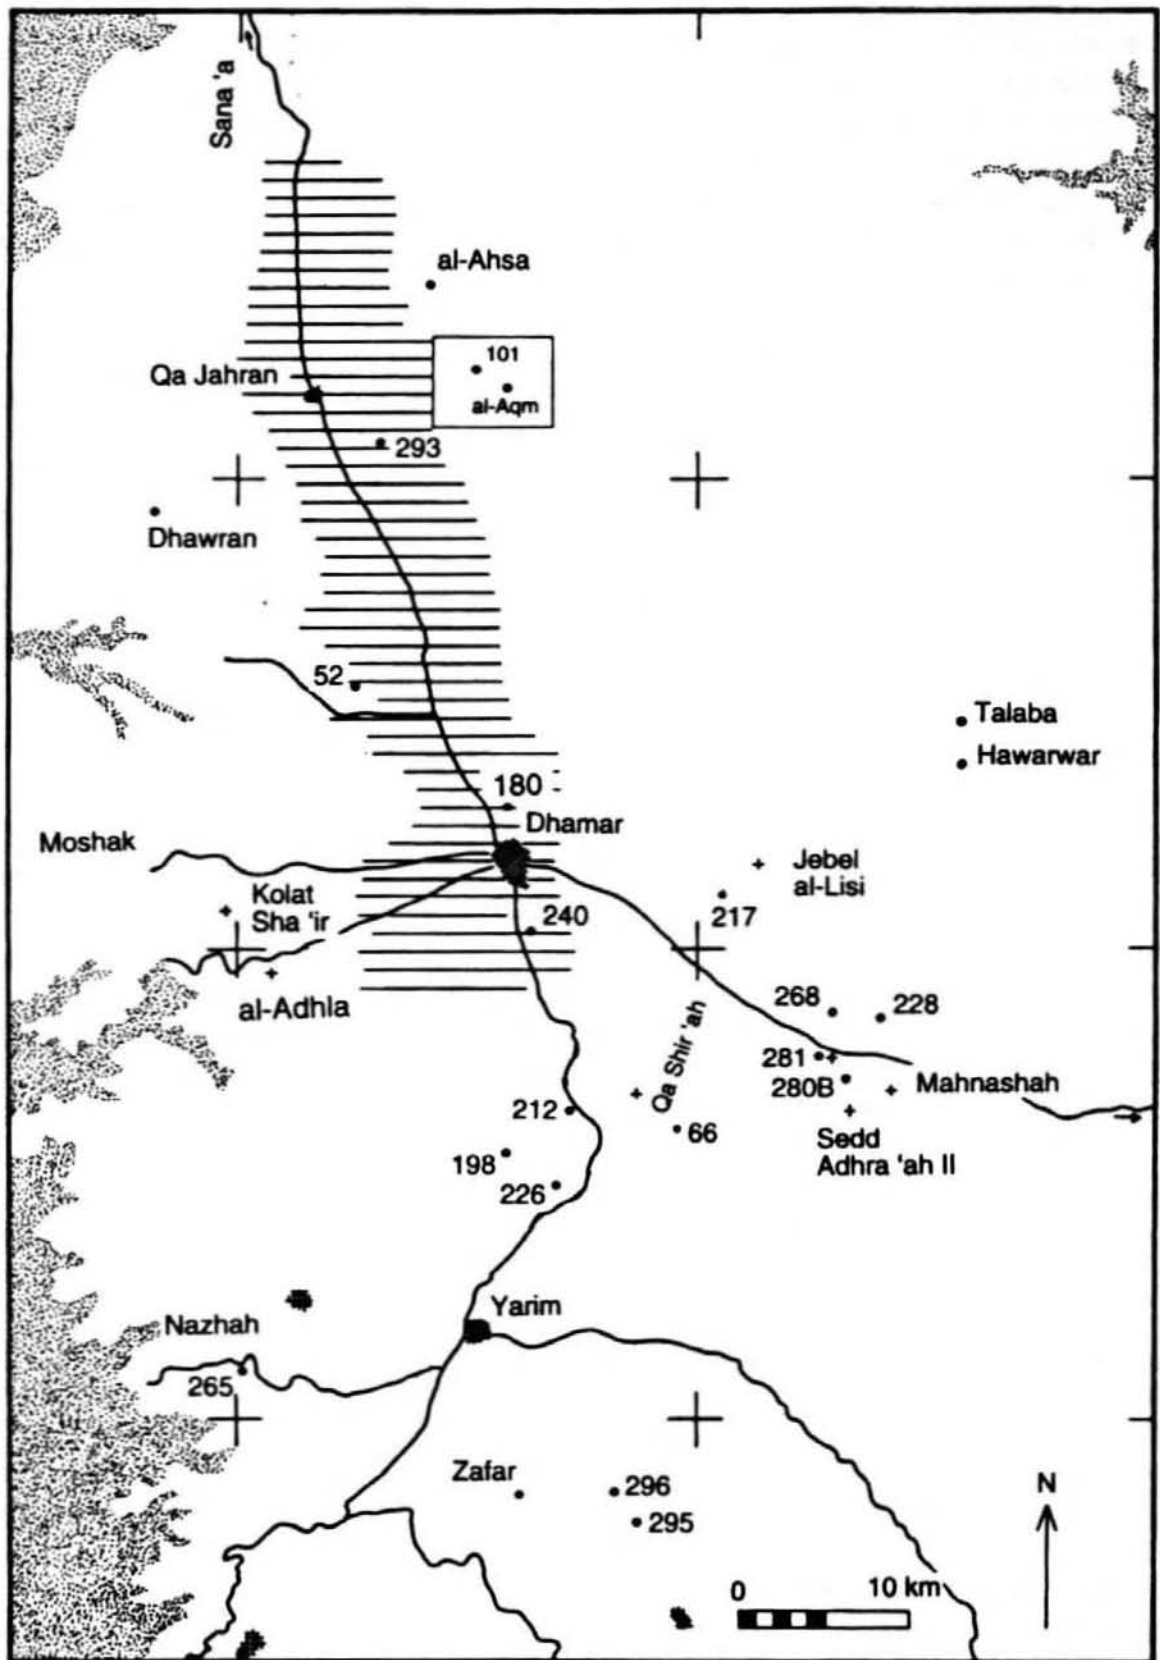 Sana 'a
al-Ahsa
101
al-Aqm
Qa Jahran
293
Dhawran
52
Talaba
Hawarwar
180
Dhamar
Moshak
Jebel
al-Lisi
Kolat
Sha 'ir
217
240
al-Adhla
268
228
Qa Shir 'ah
281
280B
Mahnashah
212
66
Sedd
Adhra 'ah II
198
226
Yarim
Nazhah
265
Zafar
296
295
N
0 10 km